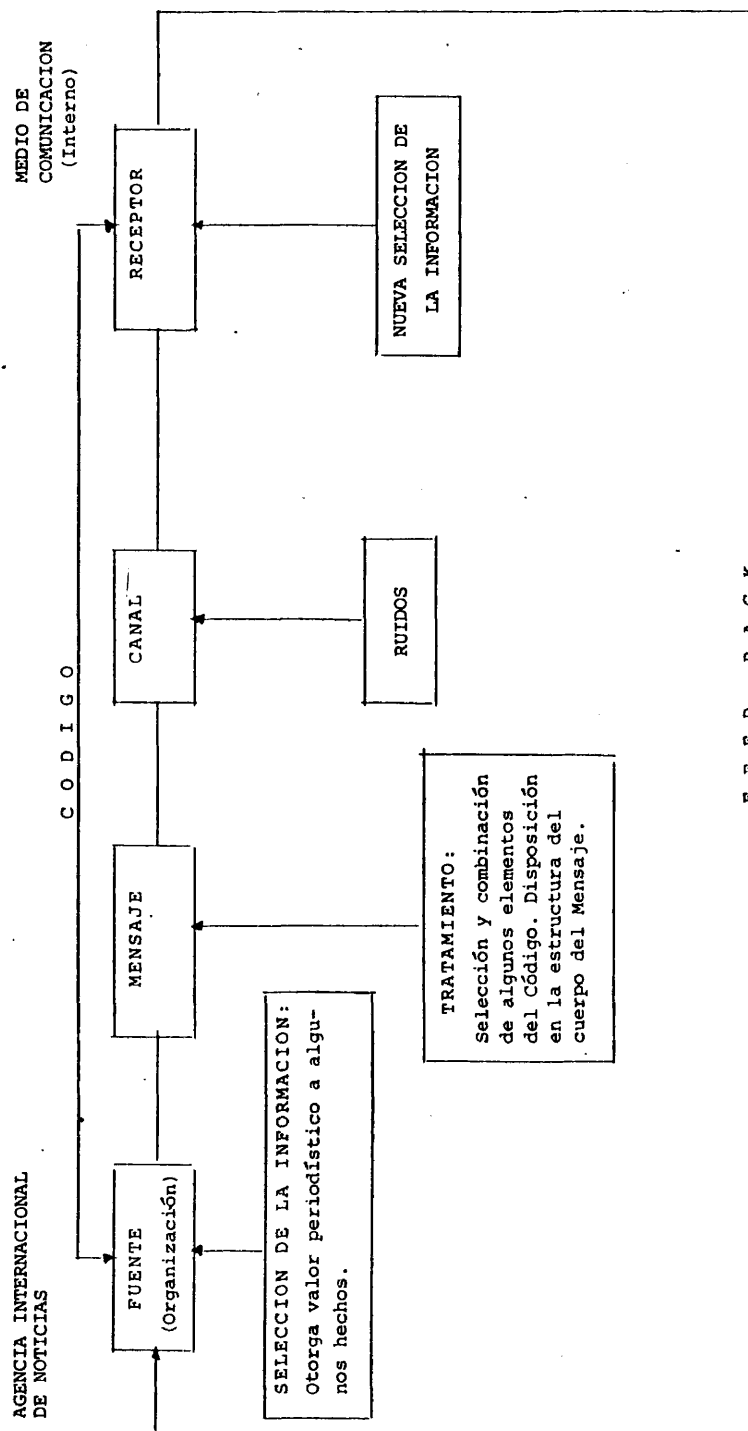 AGENCIA INTERNACIONAL
DE NOTICIAS
MEDIO DE
COMUNICACION
(Interno)
C O D I G O
FUENTE
(Organización)
MENSAJE
CANAL
RECEPTOR
SELECCION DE LA INFORMACION:
Otorga valor periodístico a algu-
nos hechos.
TRATAMIENTO:
Selección y combinación
de algunos elementos
del Código. Disposición
en la estructura del
cuerpo del Mensaje.
RUIDOS
NUEVA SELECCION DE
LA INFORMACION